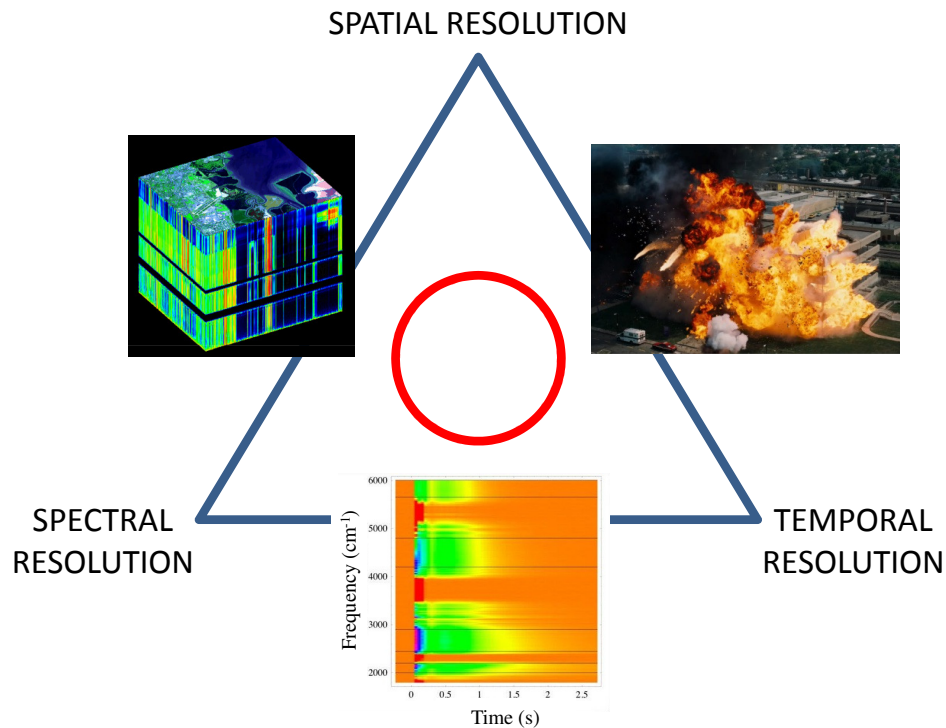 SPATIAL RESOLUTION
SPECTRAL
RESOLUTION
TEMPORAL
RESOLUTION
Frequency (cm⁻¹)
6000
5000
4000
3000
2000
0 0.5 1 1.5 2 2.5
Time (s)